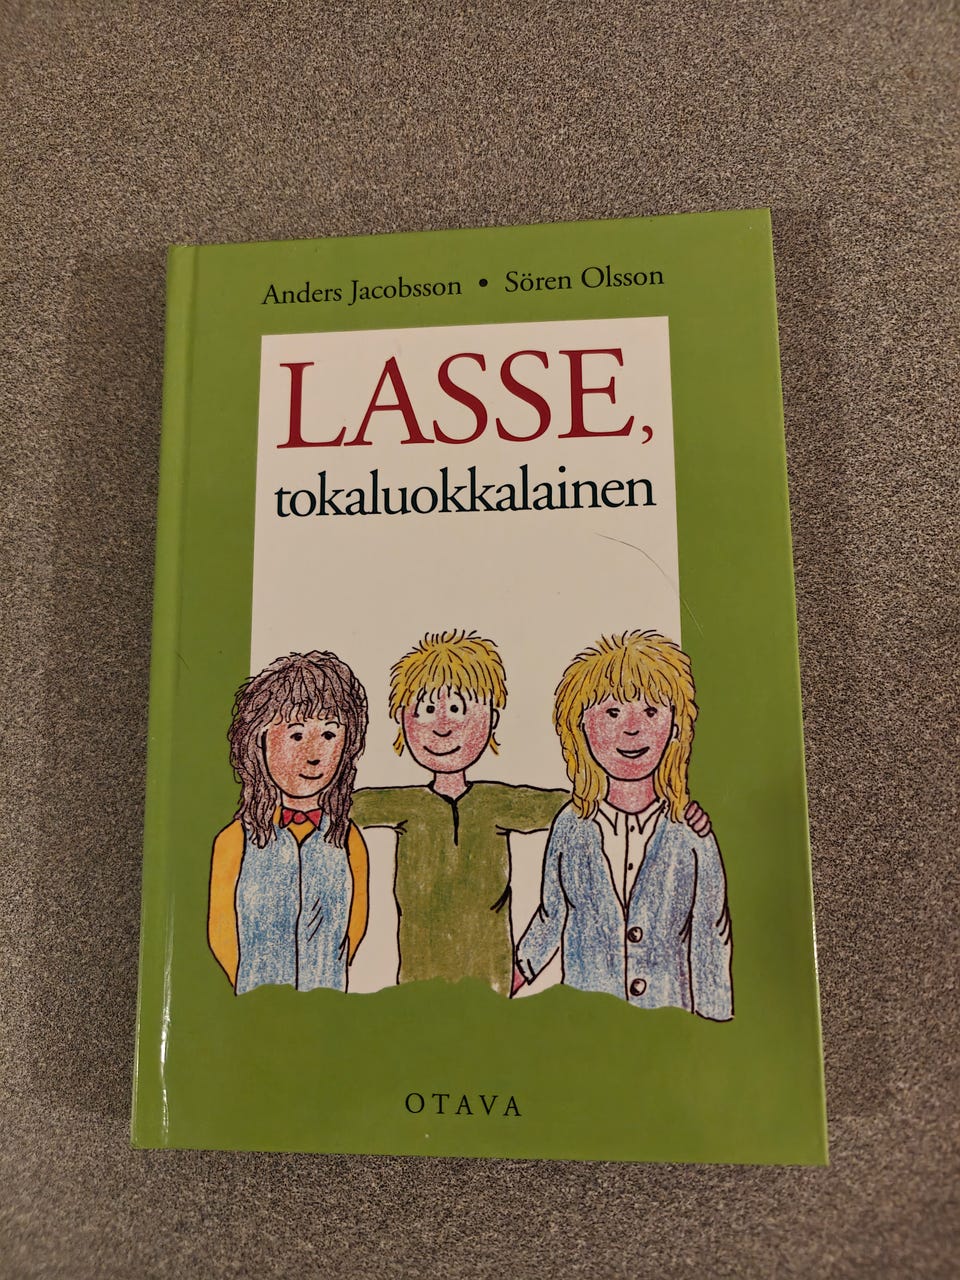 Anders Jacobsson • Sören Olsson
LASSE,
tokaluokkalainen
OTAVA